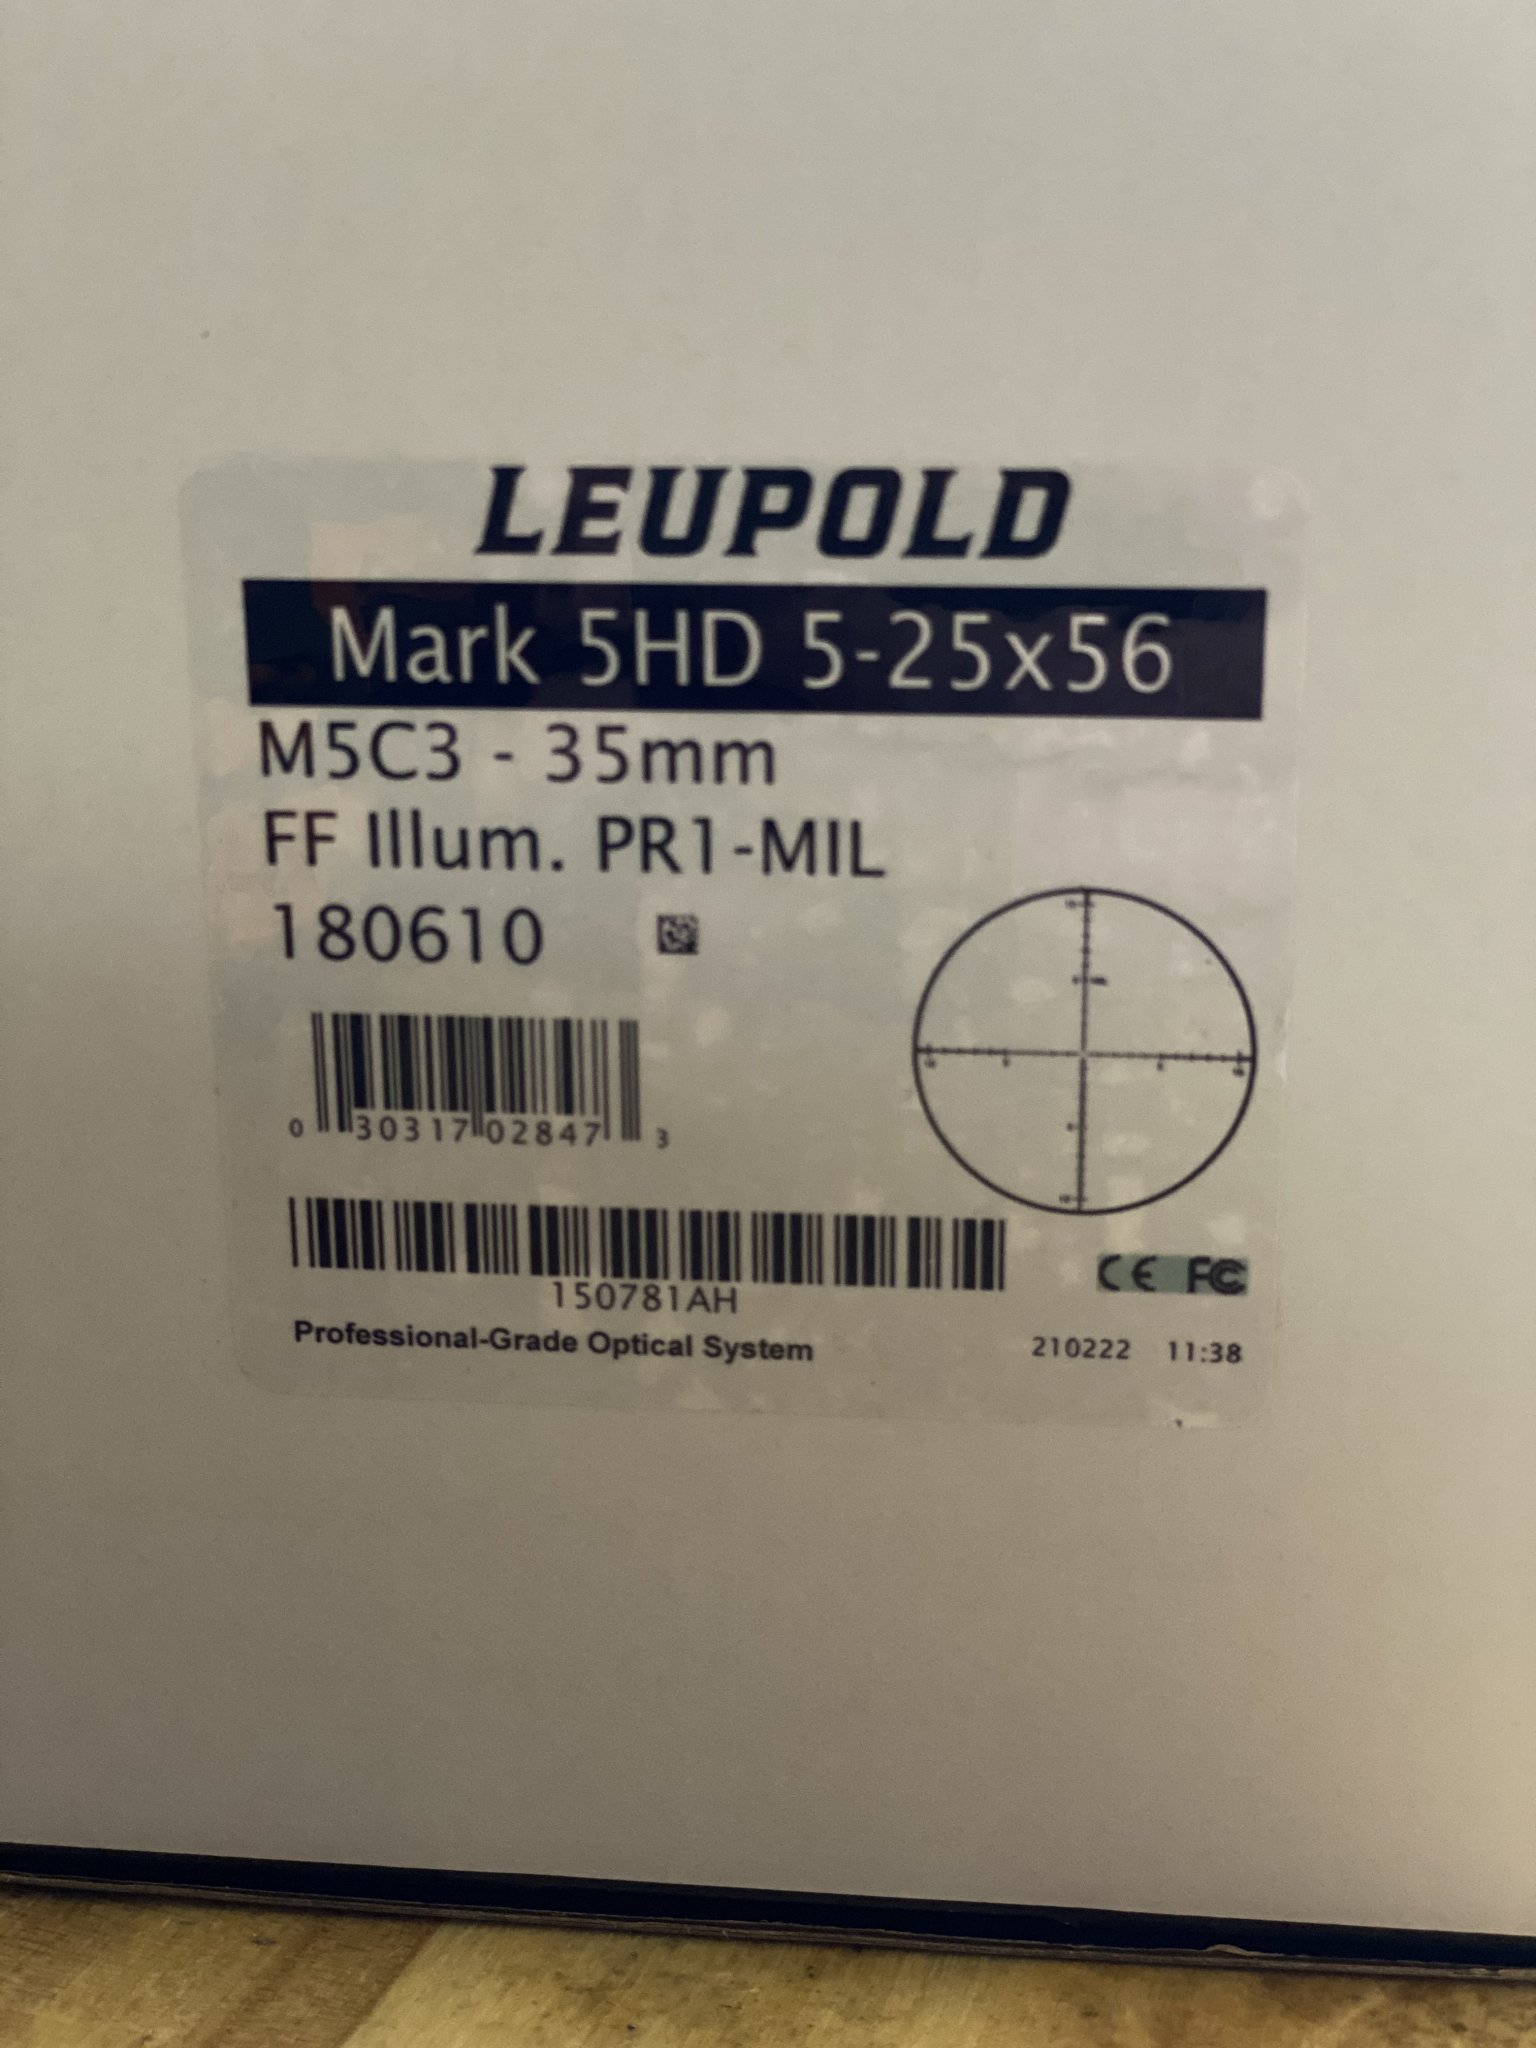 LEUPOLD
Mark 5HD 5-25x56
M5C3 - 35mm
FF Illum. PR1-MIL
180610
0 30317 02847 3
150781AH
CE FC
Professional-Grade Optical System
210222 11:38